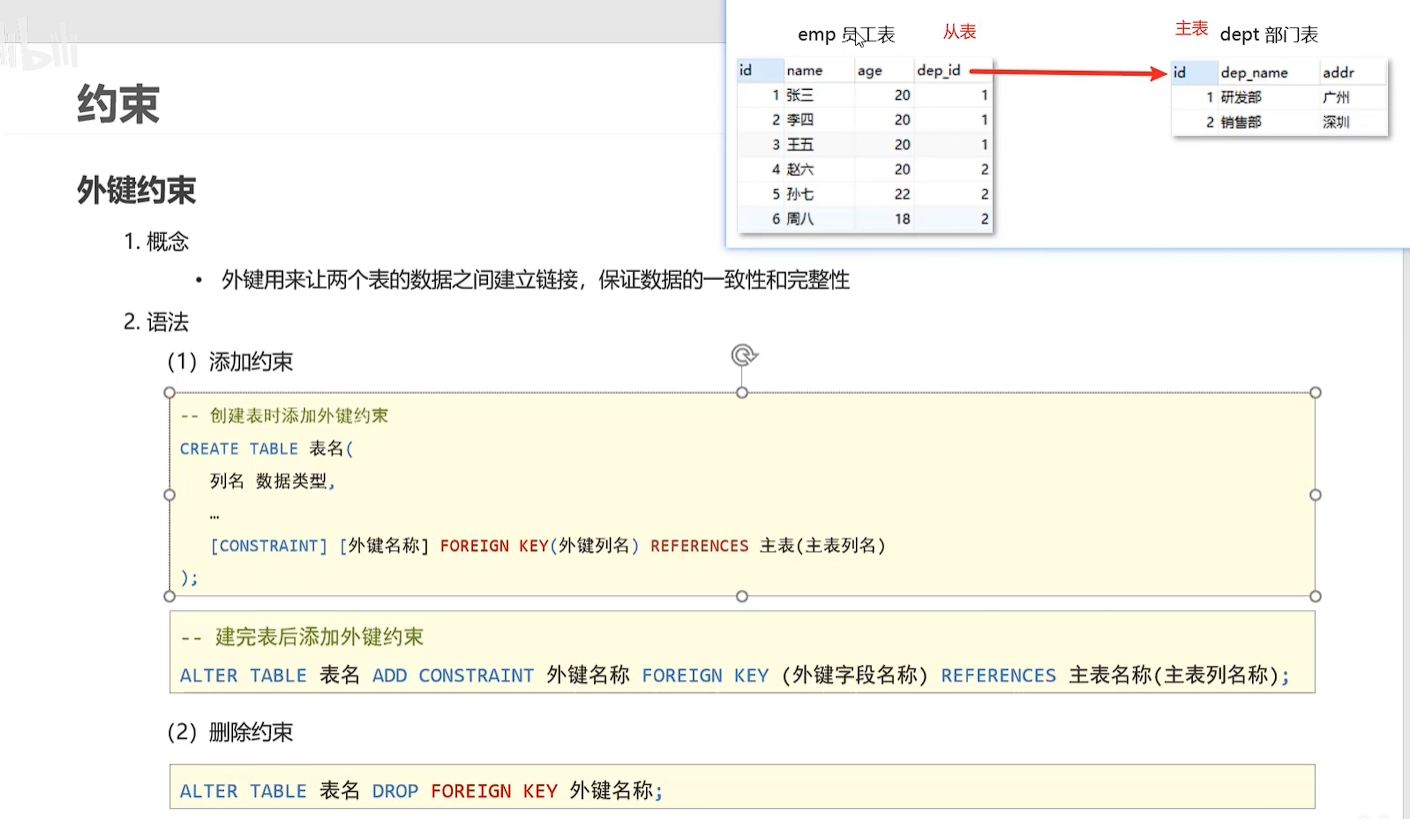 约束
外键约束
1. 概念
• 外键用来让两个表的数据之间建立链接，保证数据的一致性和完整性
2. 语法
（1）添加约束
-- 创建表时添加外键约束
CREATE TABLE 表名(
列名 数据类型,
…
[CONSTRAINT] [外键名称] FOREIGN KEY(外键列名) REFERENCES 主表(主表列名)
);
-- 建完表后添加外键约束
ALTER TABLE 表名 ADD CONSTRAINT 外键名称 FOREIGN KEY (外键字段名称) REFERENCES 主表名称(主表列名称);
（2）删除约束
ALTER TABLE 表名 DROP FOREIGN KEY 外键名称;
emp 员工表 从表
id name age dep_id
1 张三 20 1
2 李四 20 1
3 王五 20 1
4 赵六 20 2
5 孙七 22 2
6 周八 18 2
主表 dept 部门表
id dep_name addr
1 研发部 广州
2 销售部 深圳